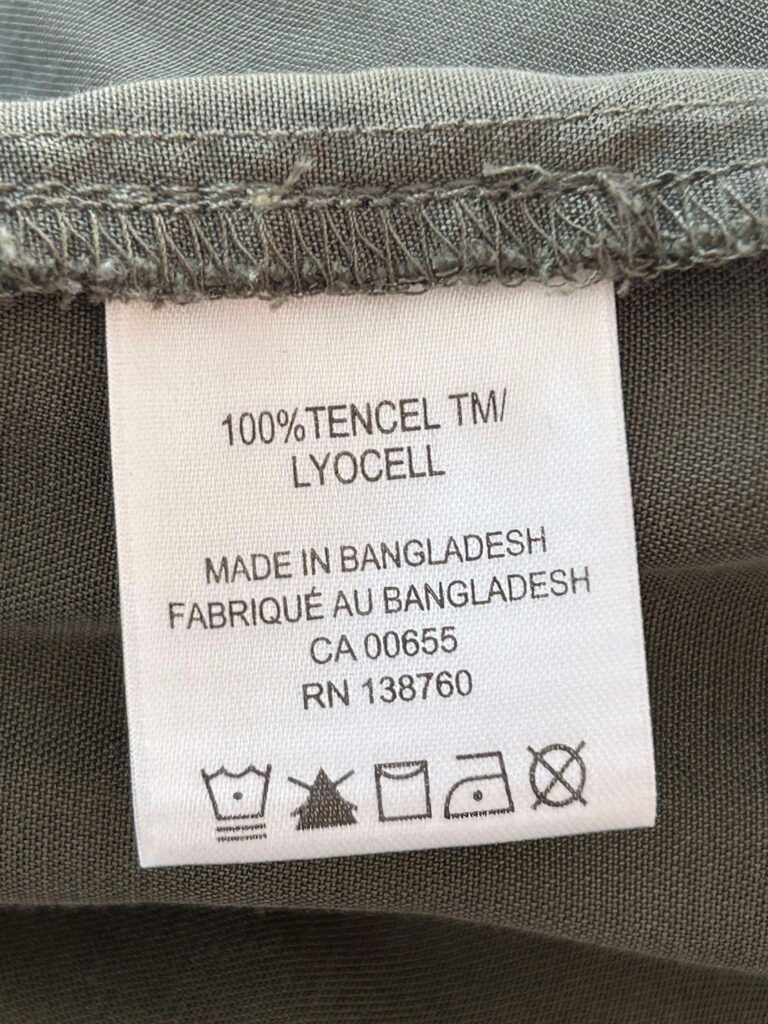 100%TENCEL TM/
LYOCELL
MADE IN BANGLADESH
FABRIQUÉ AU BANGLADESH
CA 00655
RN 138760